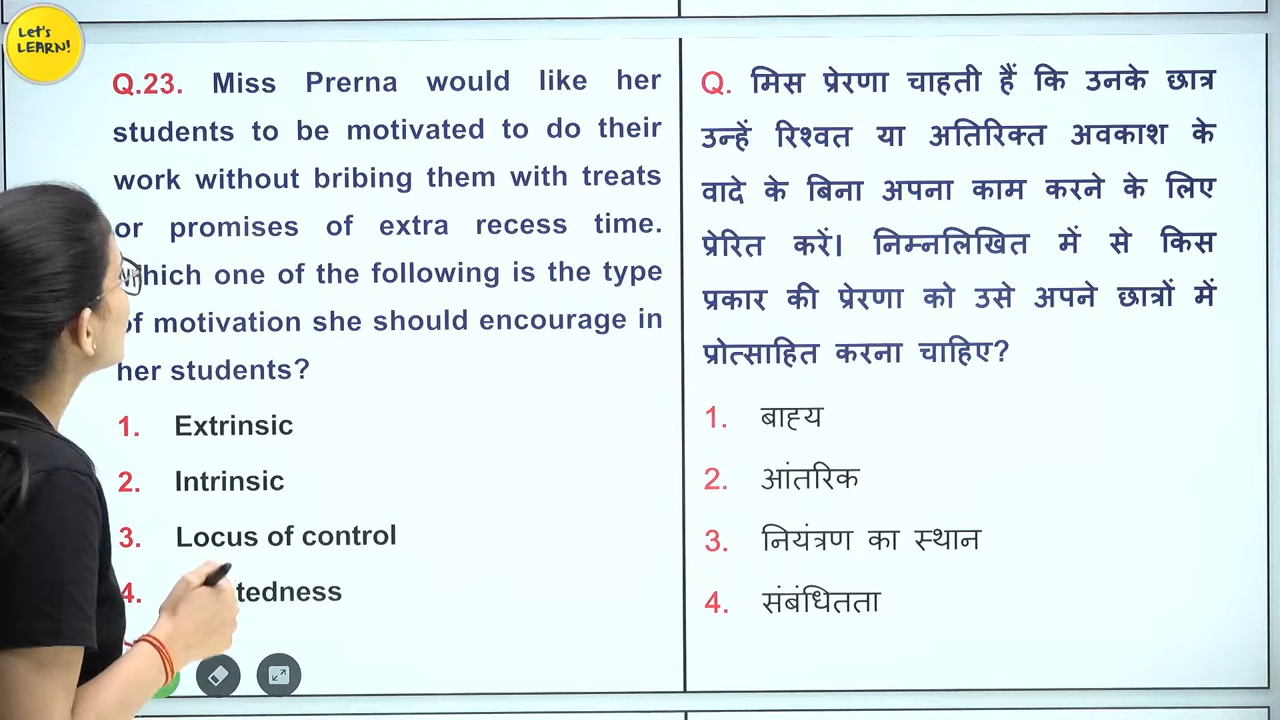 Let's
LEARN!
Q.23. Miss Prerna would like her
students to be motivated to do their
work without bribing them with treats
or promises of extra recess time.
Which one of the following is the type
of motivation she should encourage in
her students?
1. Extrinsic
2. Intrinsic
3. Locus of control
4.
Q. मिस प्रेरणा चाहती हैं कि उनके छात्र
उन्हें रिश्वत या अतिरिक्त अवकाश के
वादे के बिना अपना काम करने के लिए
प्रेरित करें। निम्नलिखित में से किस
प्रकार की प्रेरणा को उसे अपने छात्रों में
प्रोत्साहित करना चाहिए?
1. बाह्य
2. आंतरिक
3. नियंत्रण का स्थान
4. संबंधितता